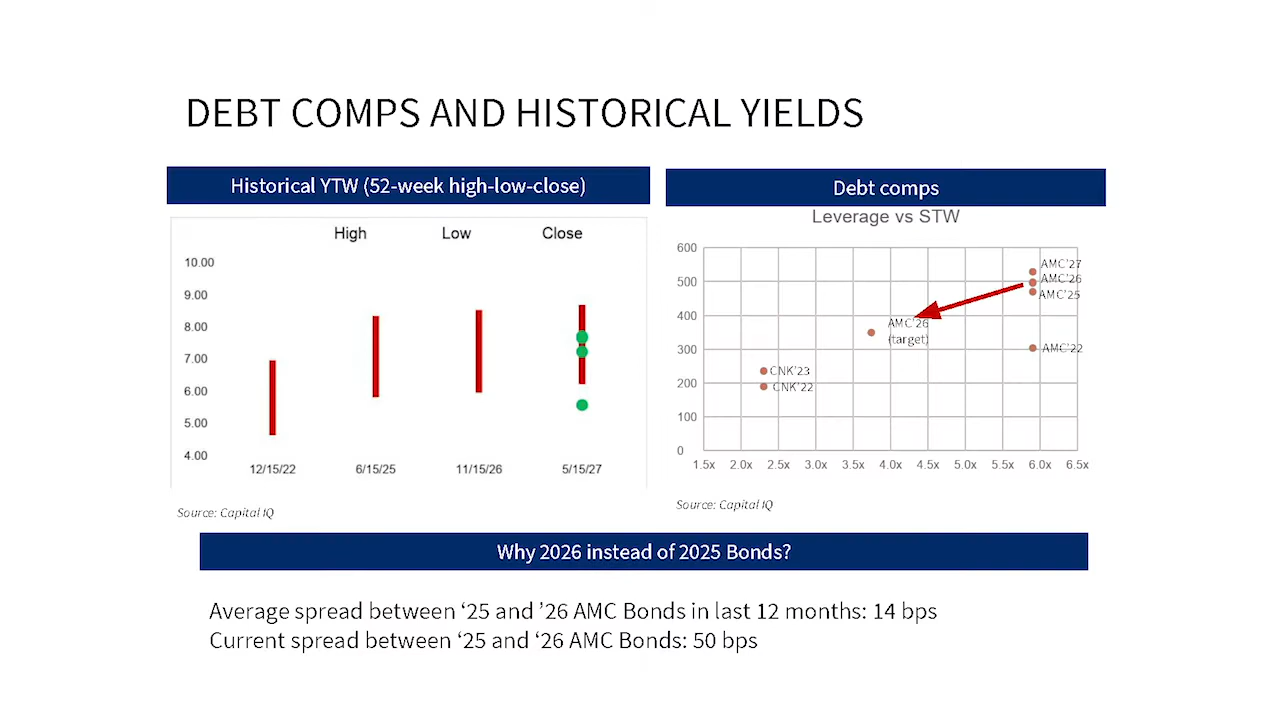 DEBT COMPS AND HISTORICAL YIELDS
Historical YTW (52-week high-low-close)
High Low Close
10.00
9.00
8.00
7.00
6.00
5.00
4.00
12/15/22 6/15/25 11/15/26 5/15/27
Source: Capital IQ
Debt comps
Leverage vs STW
600
500
400
300
200
100
0
AMC'27
AMC'26
AMC'25
AMC'26
(target)
AMC'22
CNK'23
CNK'22
1.5x 2.0x 2.5x 3.0x 3.5x 4.0x 4.5x 5.0x 5.5x 6.0x 6.5x
Source: Capital IQ
Why 2026 instead of 2025 Bonds?
Average spread between ‘25 and ’26 AMC Bonds in last 12 months: 14 bps
Current spread between ‘25 and ‘26 AMC Bonds: 50 bps